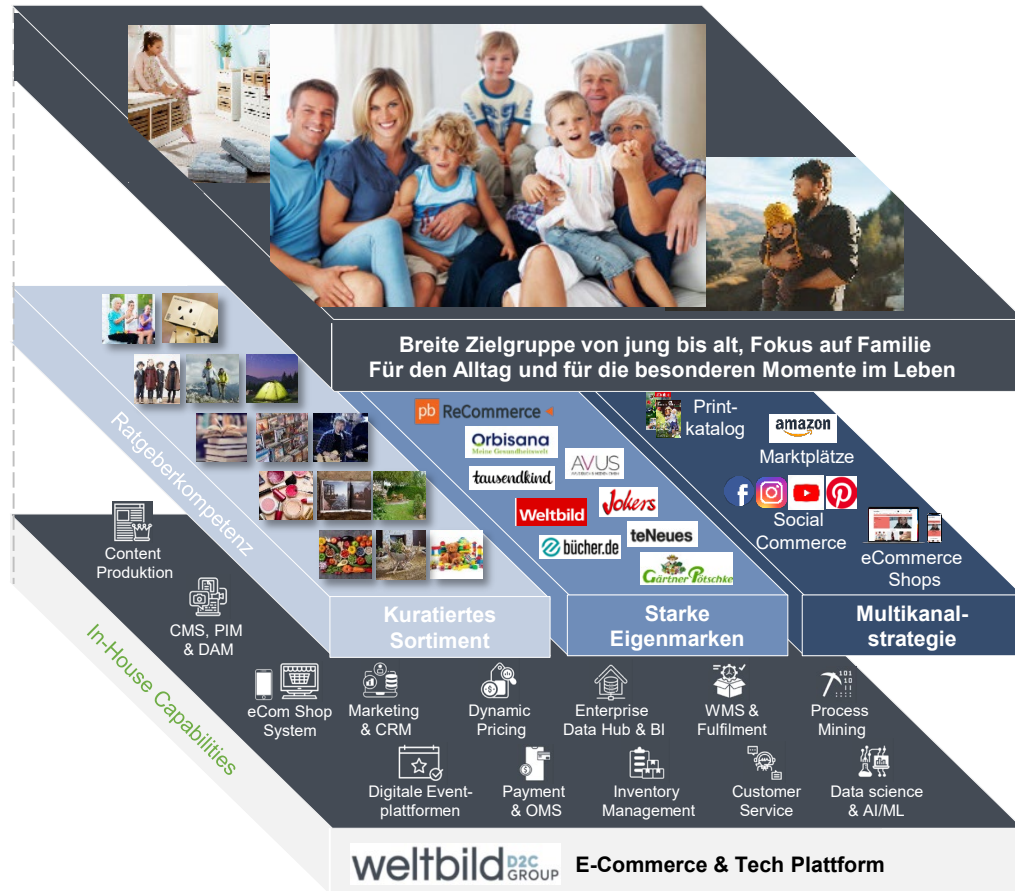 Breite Zielgruppe von jung bis alt, Fokus auf Familie
Für den Alltag und für die besonderen Momente im Leben
Ratgeberkompetenz
pb ReCommerce
Orbisana
Meine Gesundheitswelt
tausendkind
AVUS
Weltbild
Jokers
bücher.de
teNeues
Gärtner Pötschke
Print-
katalog
amazon
Marktplätze
Social
Commerce
eCommerce
Shops
Kuratiertes
Sortiment
Starke
Eigenmarken
Multikanal-
strategie
In-House Capabilities
Content
Produktion
CMS, PIM
& DAM
eCom Shop
System
Marketing
& CRM
Dynamic
Pricing
Enterprise
Data Hub & BI
WMS &
Fulfilment
Process
Mining
Digitale Event-
plattformen
Payment
& OMS
Inventory
Management
Customer
Service
Data science
& AI/ML
weltbild D2C GROUP
E-Commerce & Tech Plattform